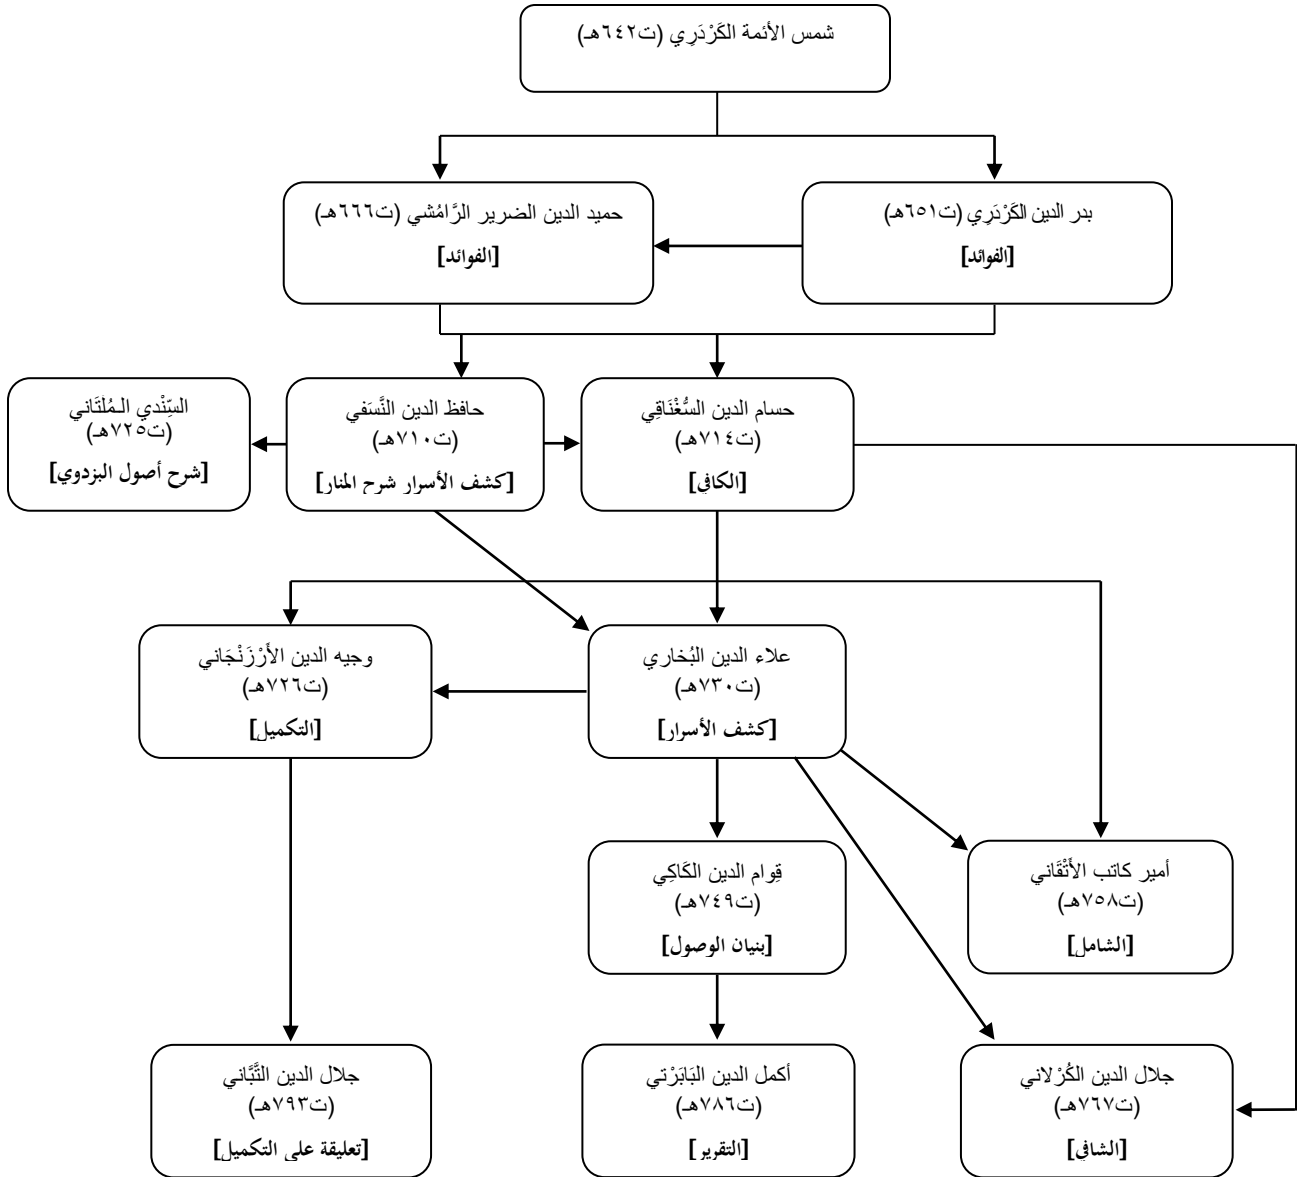 شمس الأئمة الكَرْدَرِي (ت٦٤٢هـ)
بدر الدين الكَرْدَرِي (ت٦٥١هـ)
[الفوائد]
حميد الدين الضرير الرَّامُشي (ت٦٦٦هـ)
[الفوائد]
حسام الدين السُّغْنَاقِي
(ت٧١٤هـ)
[الكافي]
حافظ الدين النَّسَفي
(ت٧١٠هـ)
[كشف الأسرار شرح المنار]
السِّنْدي المُلتَاني
(ت٧٢٥هـ)
[شرح أصول البزدوي]
علاء الدين البُخاري
(ت٧٣٠هـ)
[كشف الأسرار]
وجيه الدين الأَرْزَنْجَاني
(ت٧٢٦هـ)
[التكميل]
أمير كاتب الأَتْقَاني
(ت٧٥٨هـ)
[الشامل]
قِوام الدين الكَاكِي
(ت٧٤٩هـ)
[بنيان الوصول]
جلال الدين الكُرْلاني
(ت٧٦٧هـ)
[الشافي]
أكمل الدين البَابَرْتي
(ت٧٨٦هـ)
[التقرير]
جلال الدين التَّبَّاني
(ت٧٩٣هـ)
[تعليقة على التكميل]